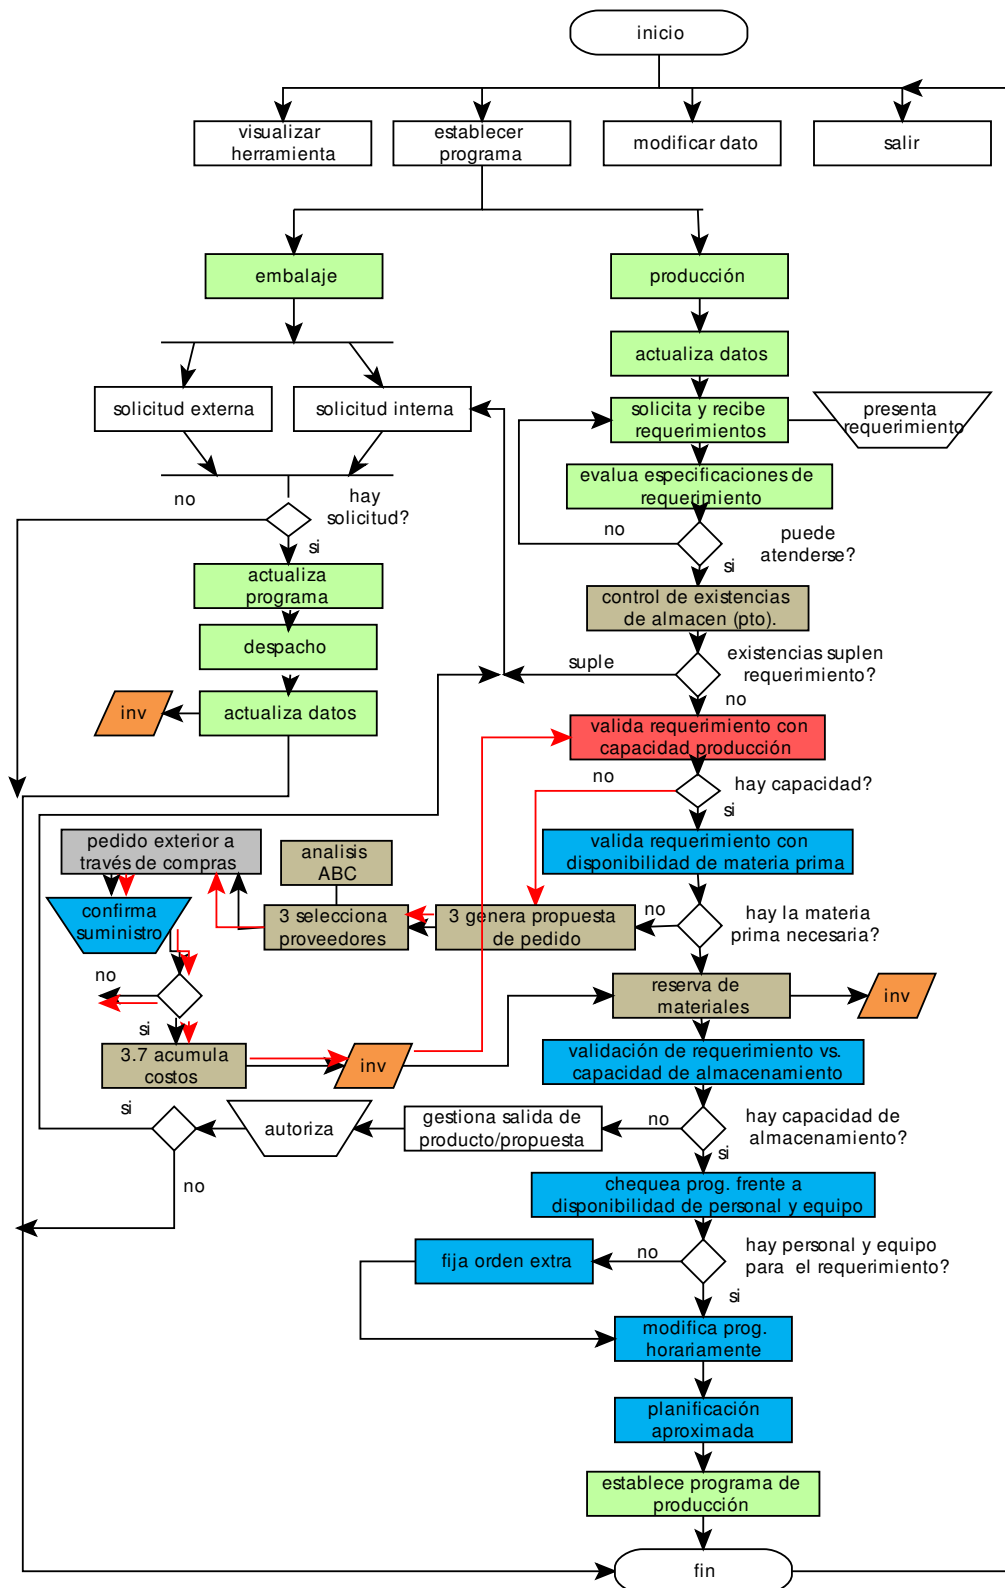 inicio
visualizar
herramienta
establecer
programa
modificar dato
salir
embalaje
producción
actualiza datos
solicitud externa
solicitud interna
solicita y recibe
requerimientos
presenta
requerimiento
evalua especificaciones de
requerimiento
no
hay
solicitud?
no
puede
atenderse?
si
si
actualiza
programa
control de existencias
de almacen (pto).
despacho
suple
existencias suplen
requerimiento?
no
inv
actualiza datos
valida requerimiento con
capacidad producción
no
hay capacidad?
si
pedido exterior a
través de compras
analisis
ABC
valida requerimiento con
disponibilidad de materia prima
confirma
suministro
3 selecciona
proveedores
3 genera propuesta
de pedido
no
hay la materia
prima necesaria?
no
reserva de
materiales
inv
si
3.7 acumula
costos
inv
validación de requerimiento vs.
capacidad de almacenamiento
si
autoriza
gestiona salida de
producto/propuesta
no
hay capacidad de
almacenamiento?
si
no
chequea prog. frente a
disponibilidad de personal y equipo
fija orden extra
no
hay personal y equipo
para el requerimiento?
si
modifica prog.
horariamente
planificación
aproximada
establece programa de
producción
fin